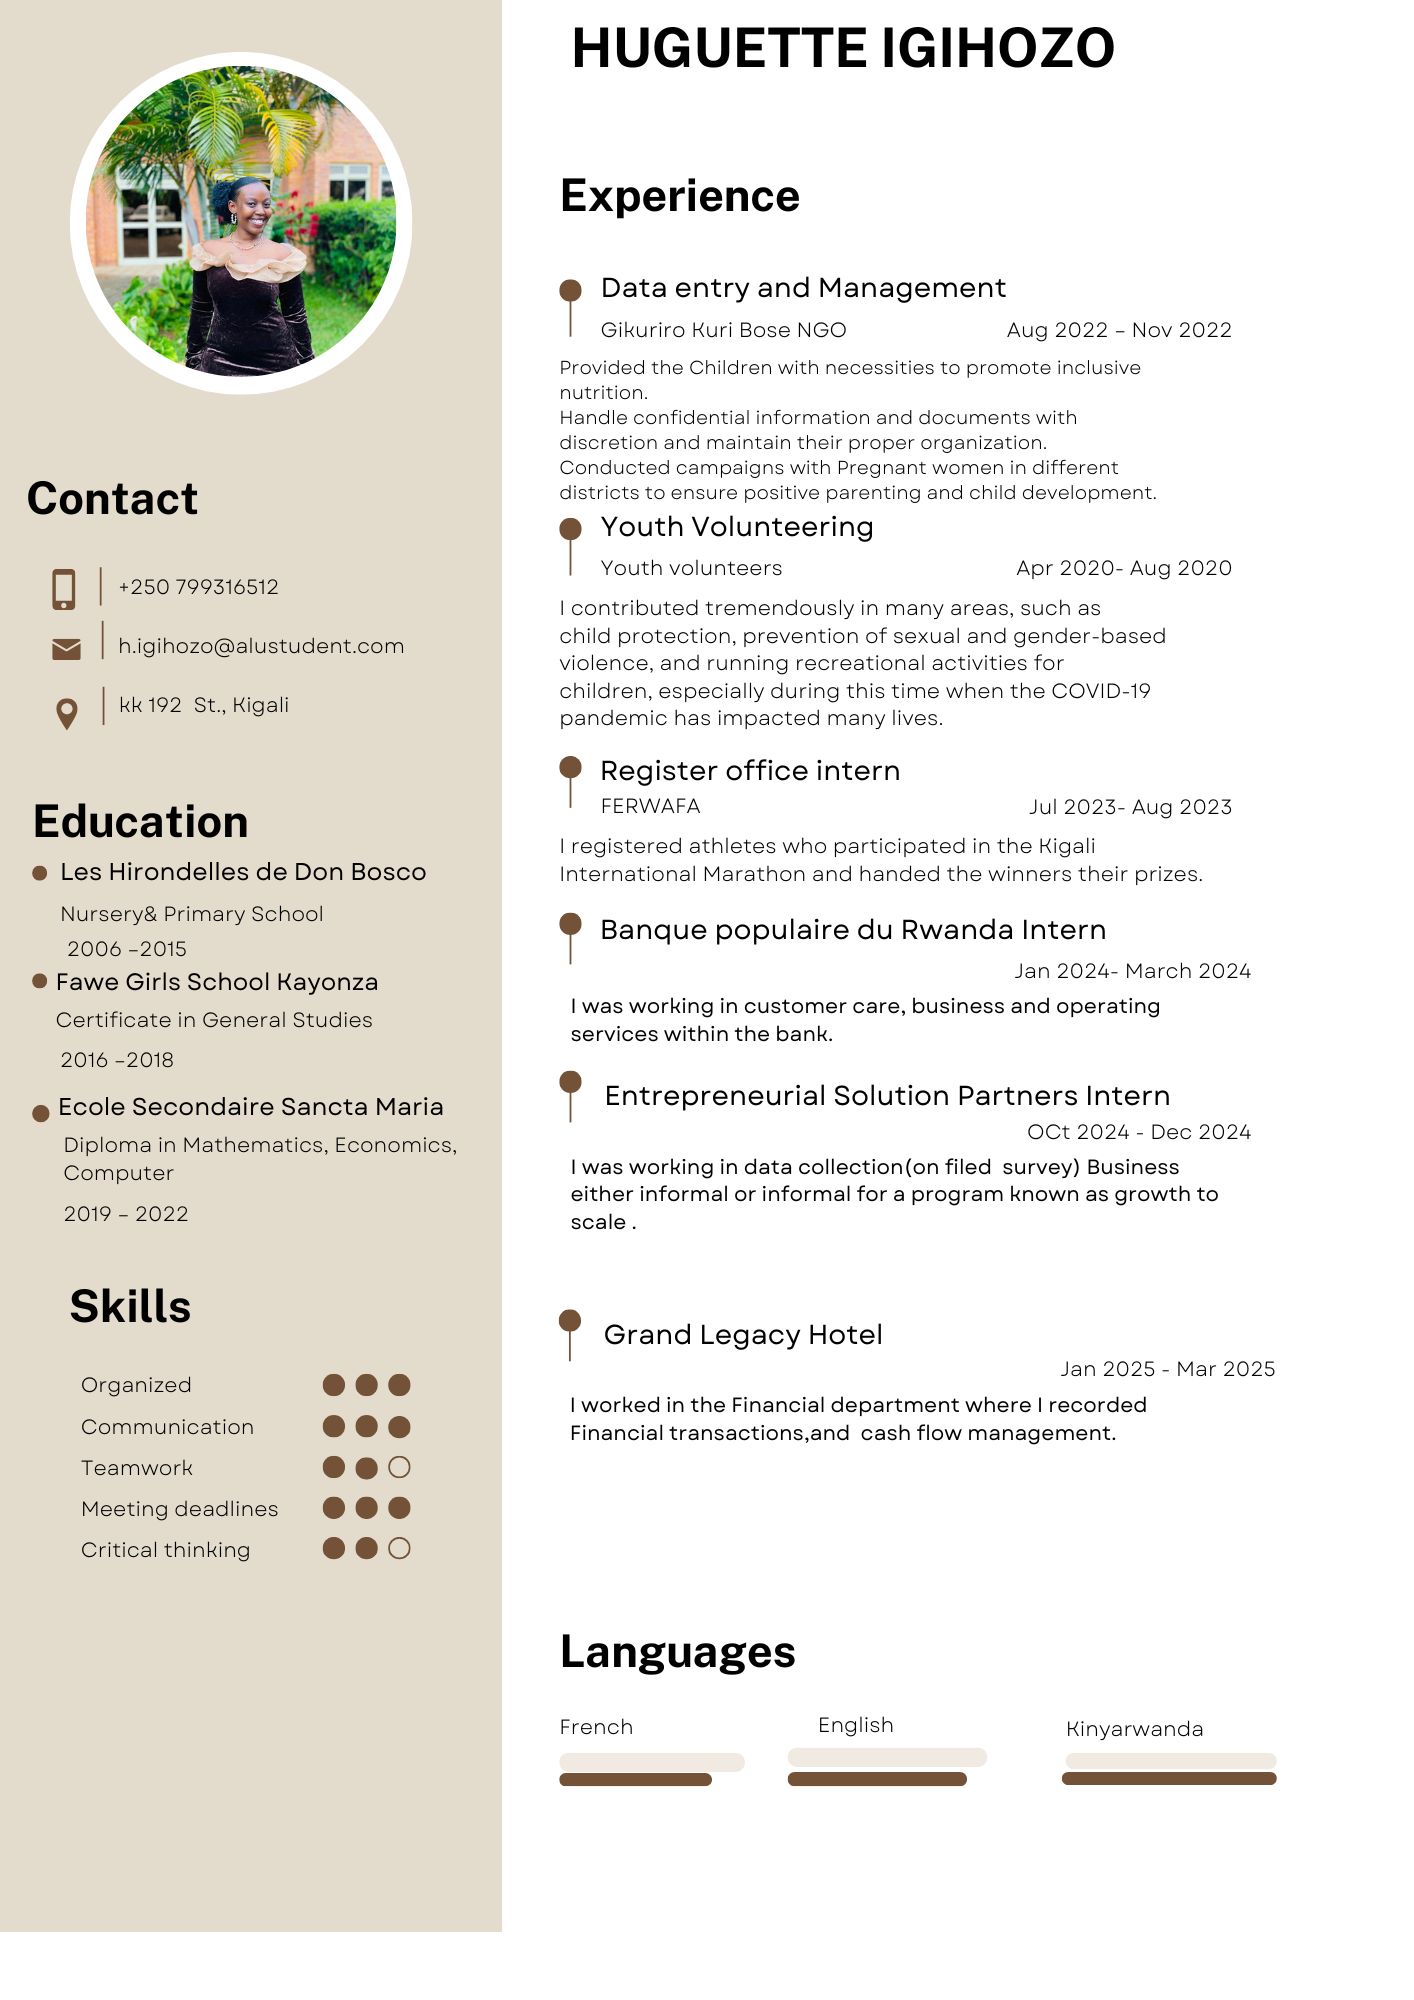 HUGUETTE IGIHOZO
Contact
+250 799316512
h.igihozo@alustudent.com
kk 192  St., Kigali
Education
Les Hirondelles de Don Bosco
Nursery& Primary School
2006 –2015
Fawe Girls School Kayonza
Certificate in General Studies
2016 –2018
Ecole Secondaire Sancta Maria
Diploma in Mathematics, Economics,
Computer
2019 – 2022
Skills
Organized
Communication
Teamwork
Meeting deadlines
Critical thinking
Experience
Data entry and Management
Gikuriro Kuri Bose NGO Aug 2022 – Nov 2022
Provided the Children with necessities to promote inclusive
nutrition.
Handle confidential information and documents with
discretion and maintain their proper organization.
Conducted campaigns with Pregnant women in different
districts to ensure positive parenting and child development.
Youth Volunteering
Youth volunteers Apr 2020- Aug 2020
I contributed tremendously in many areas, such as
child protection, prevention of sexual and gender-based
violence, and running recreational activities for
children, especially during this time when the COVID-19
pandemic has impacted many lives.
Register office intern
FERWAFA Jul 2023- Aug 2023
I registered athletes who participated in the Kigali
International Marathon and handed the winners their prizes.
Banque populaire du Rwanda Intern
Jan 2024- March 2024
I was working in customer care, business and operating
services within the bank.
Entrepreneurial Solution Partners Intern
OCt 2024 - Dec 2024
I was working in data collection(on filed  survey) Business
either informal or informal for a program known as growth to
scale .
Grand Legacy Hotel
Jan 2025 - Mar 2025
I worked in the Financial department where I recorded
Financial transactions,and  cash flow management.
Languages
French English Kinyarwanda